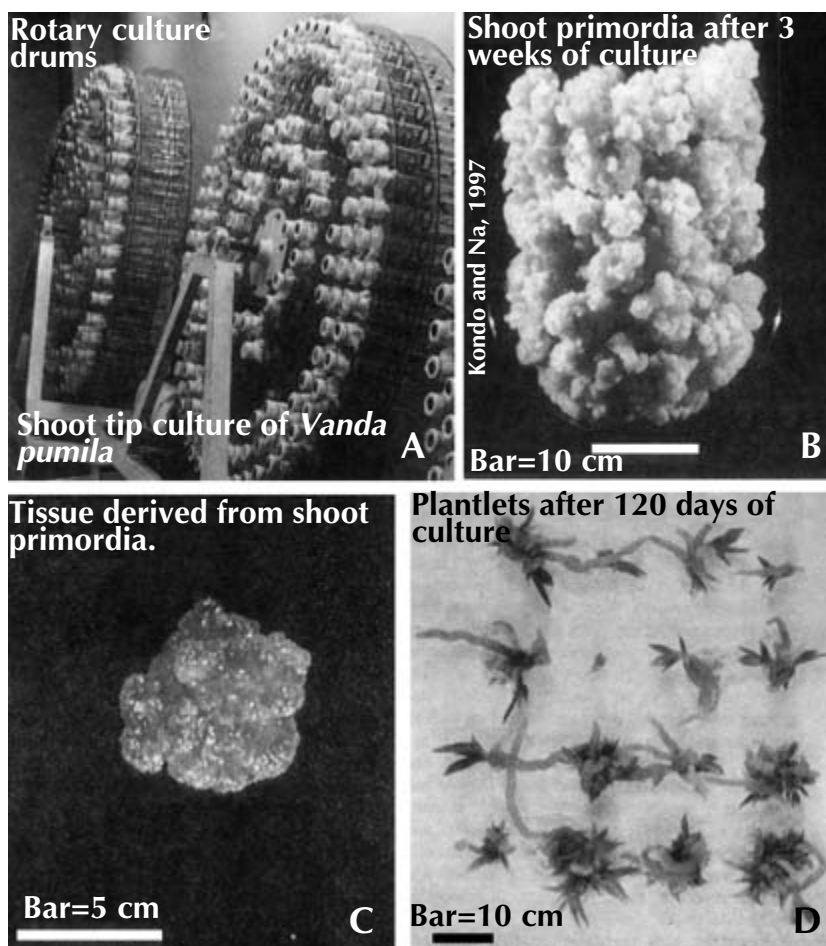 Rotary culture
drums
Shoot tip culture of Vanda
pumila
A
Shoot primordia after 3
weeks of culture
Kondo and Na, 1997
Bar=10 cm
B
Tissue derived from shoot
primordia.
Bar=5 cm
C
Plantlets after 120 days of
culture
Bar=10 cm
D